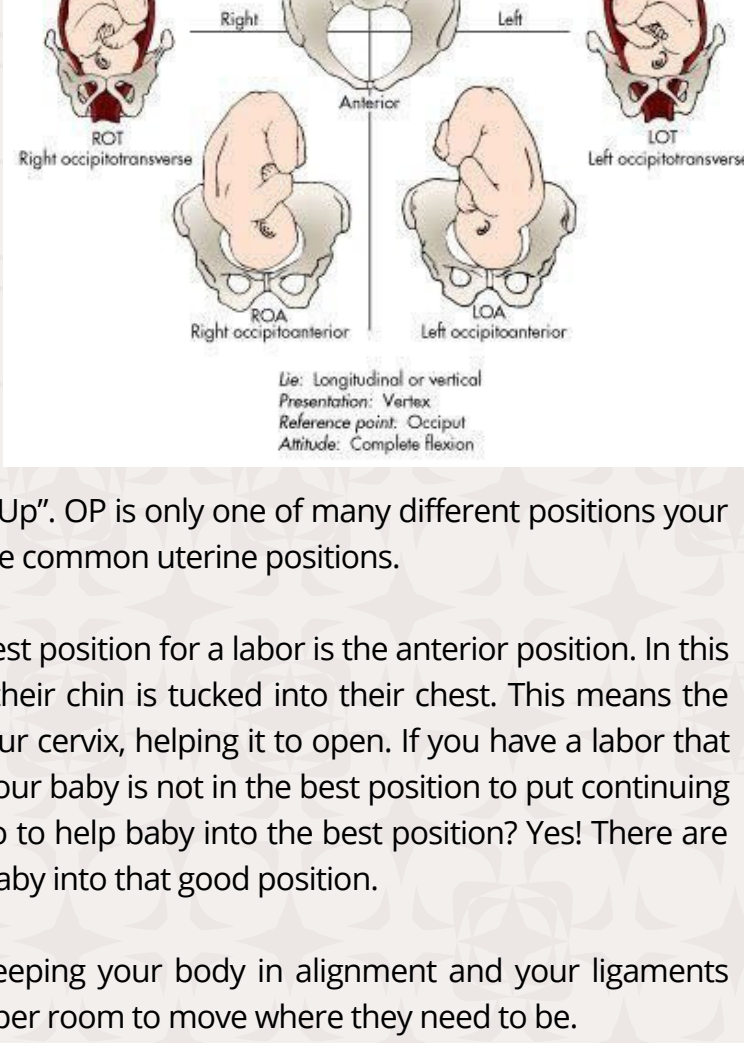 Right
Left
Anterior
ROT
Right occipitotransverse
LOT
Left occipitotransverse
ROA
Right occipitoanterior
LOA
Left occipitoanterior
Lie: Longitudinal or vertical
Presentation: Vertex
Reference point: Occiput
Attitude: Complete flexion
Up”. OP is only one of many different positions your
e common uterine positions.
est position for a labor is the anterior position. In this
their chin is tucked into their chest. This means the
ur cervix, helping it to open. If you have a labor that
our baby is not in the best position to put continuing
o to help baby into the best position? Yes! There are
aby into that good position.
eeping your body in alignment and your ligaments
per room to move where they need to be.